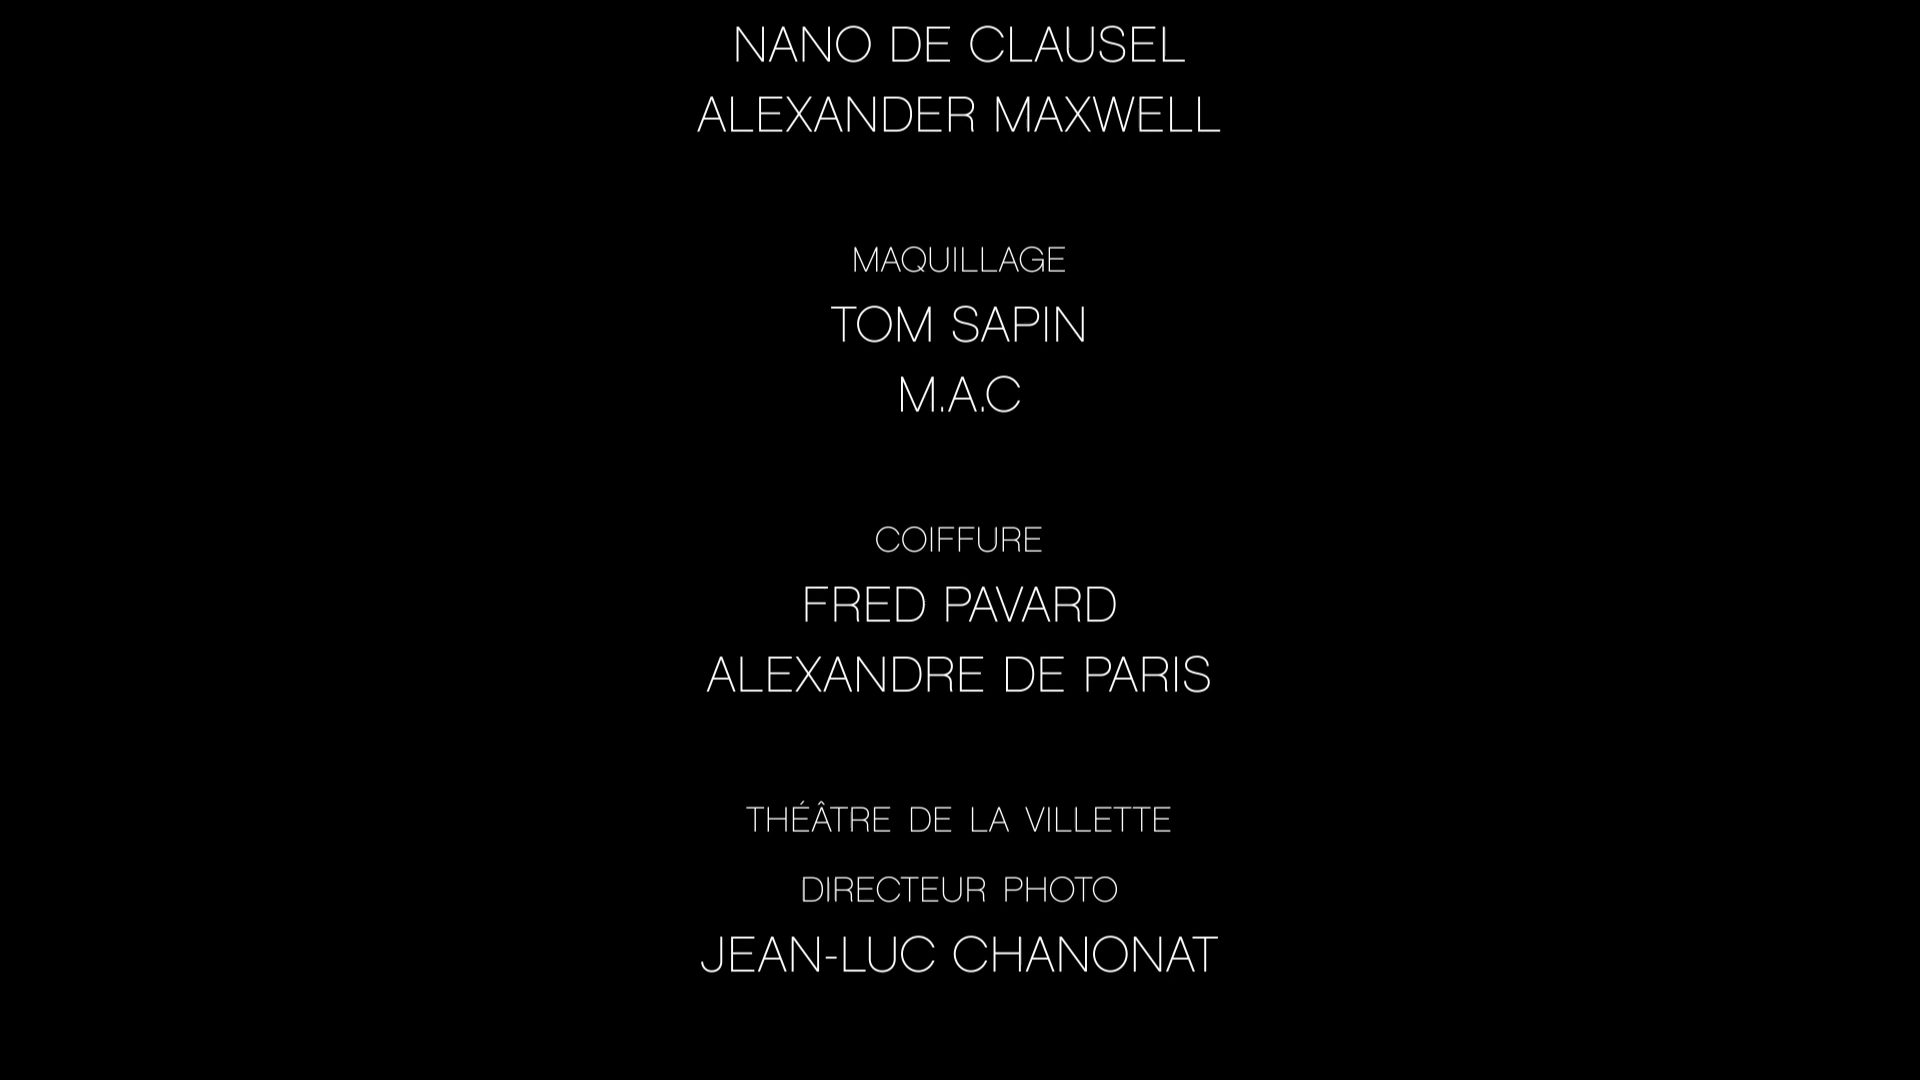 NANO DE CLAUSEL
ALEXANDER MAXWELL
MAQUILLAGE
TOM SAPIN
M.A.C
COIFFURE
FRED PAVARD
ALEXANDRE DE PARIS
THÉÂTRE DE LA VILLETTE
DIRECTEUR PHOTO
JEAN-LUC CHANONAT